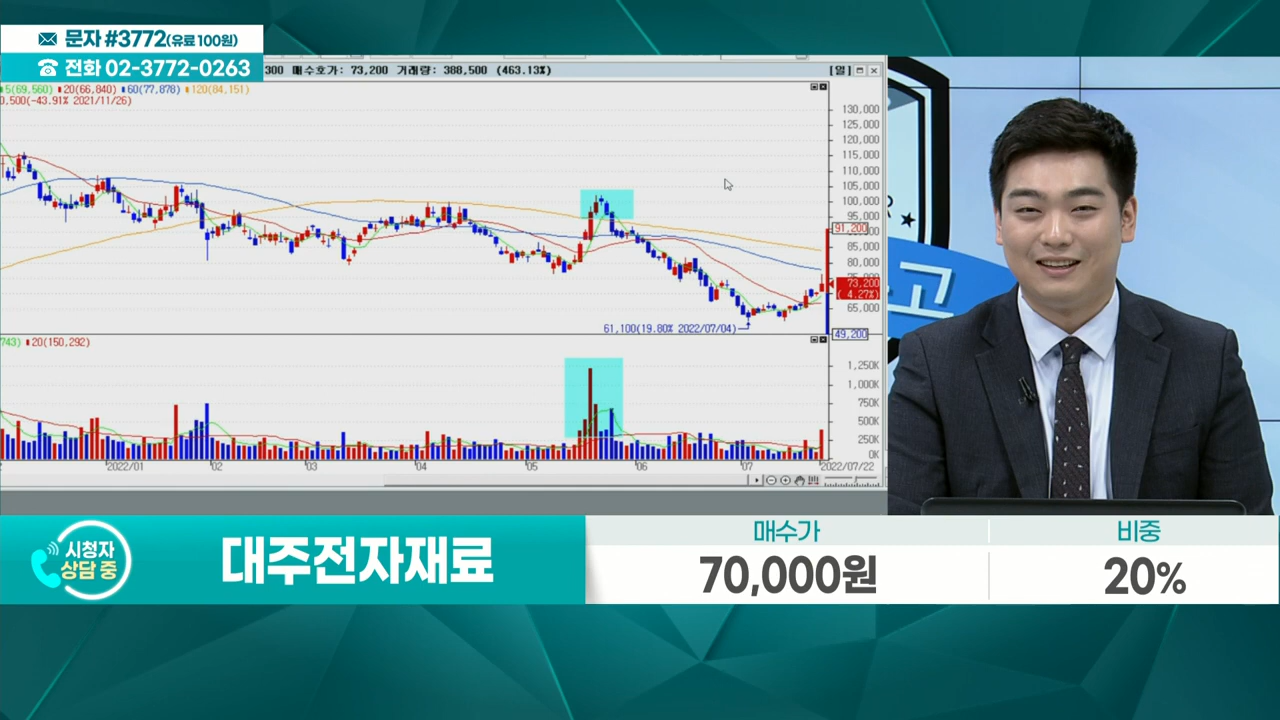 문자 #3772(유료 100원)
전화 02-3772-0263
300 매수호가: 73,200 거래량: 388,500 (463.13%)
[일]
5(69,560) 20(66,840) 60(77,878) 120(84,151)
0,500(-43.91% 2021/11/26)
130,000
125,000
120,000
115,000
110,000
105,000
100,000
95,000
91,200
90,000
85,000
80,000
75,000
73,200
( 4.27%)
65,000
61,100(19.80% 2022/07/04)
49,200
743) 20(150,292)
1,250K
1,000K
750K
500K
250K
0K
2022/01 02 03 04 05 06 07 2022/07/22
고
시청자
상담 중
대주전자재료
매수가 비중
70,000원 20%